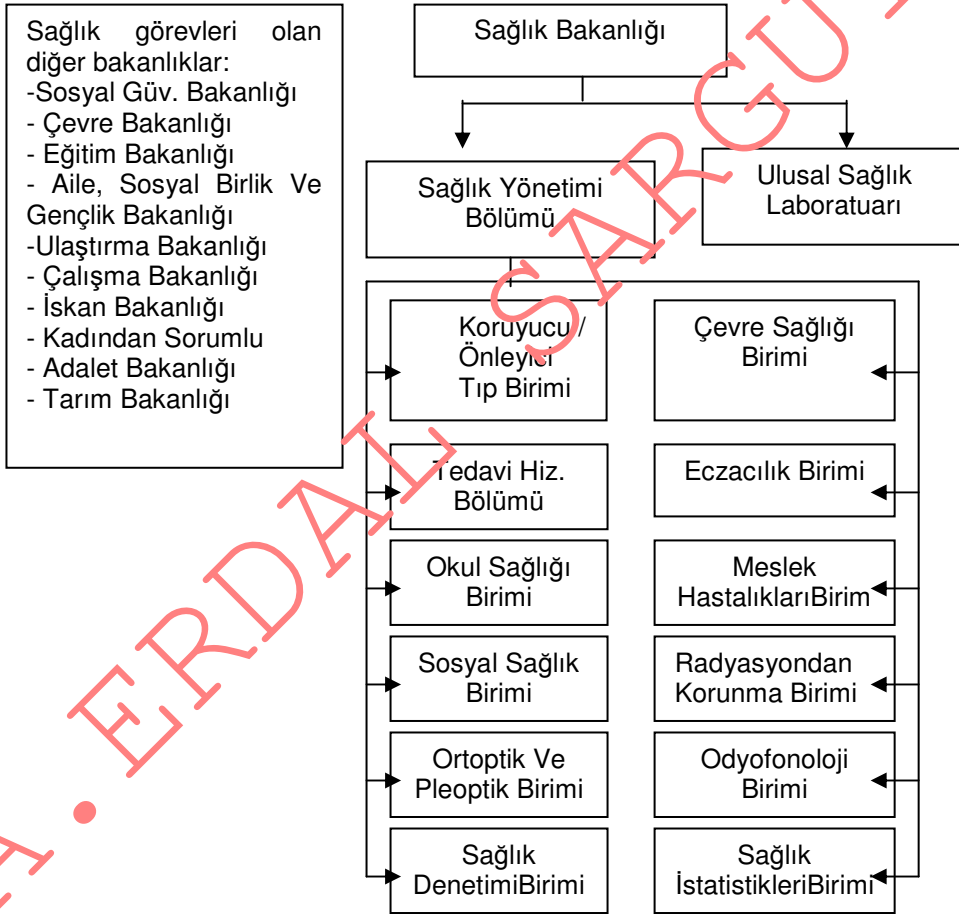 Sağlık görevleri olan
diğer bakanlıklar:
-Sosyal Güv. Bakanlığı
- Çevre Bakanlığı
- Eğitim Bakanlığı
- Aile, Sosyal Birlik Ve
Gençlik Bakanlığı
-Ulaştırma Bakanlığı
- Çalışma Bakanlığı
- İskan Bakanlığı
- Kadından Sorumlu
- Adalet Bakanlığı
- Tarım Bakanlığı
Sağlık Bakanlığı
Sağlık Yönetimi
Bölümü
Ulusal Sağlık
Laboratuarı
Koruyucu /
Önleyici
Tıp Birimi
Çevre Sağlığı
Birimi
Tedavi Hiz.
Bölümü
Eczacılık Birimi
Okul Sağlığı
Birimi
Meslek
HastalıklarıBirim
Sosyal Sağlık
Birimi
Radyasyondan
Korunma Birimi
Ortoptik Ve
Pleoptik Birimi
Odyofonoloji
Birimi
Sağlık
DenetimiBirimi
Sağlık
İstatistikleriBirimi
A. ERDAL SARGU